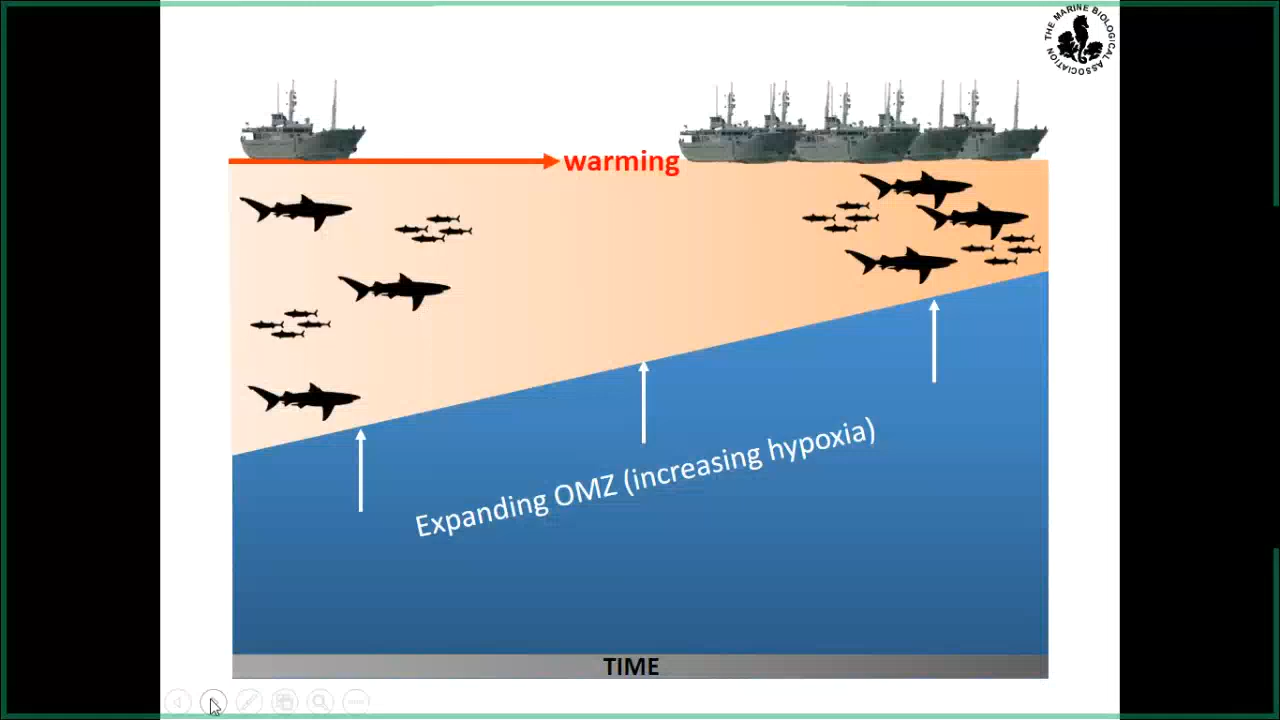 THE MARINE BIOLOGICAL ASSOCIATION
warming
Expanding OMZ (increasing hypoxia)
TIME